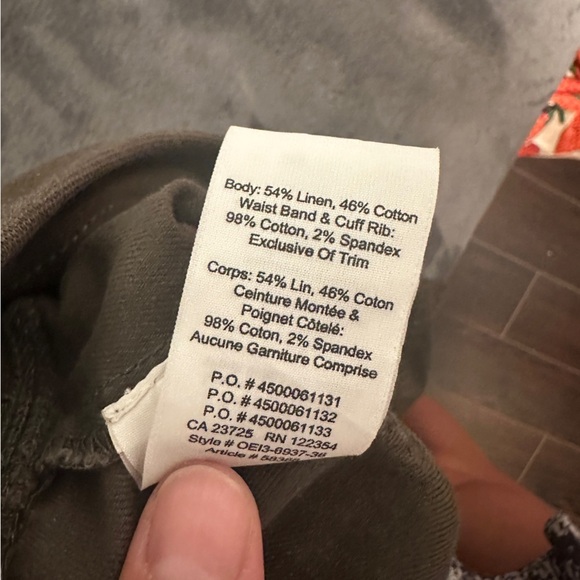 Body: 54% Linen, 46% Cotton
Waist Band & Cuff Rib:
98% Cotton, 2% Spandex
Exclusive Of Trim
Corps: 54% Lin, 46% Coton
Ceinture Montée &
Poignet Côtelé:
98% Coton, 2% Spandex
Aucune Garniture Comprise
P.O. # 4500061131
P.O. # 4500061132
P.O. # 4500061133
CA 23725 RN 122354
Style # OEI3-6937-36
Article #